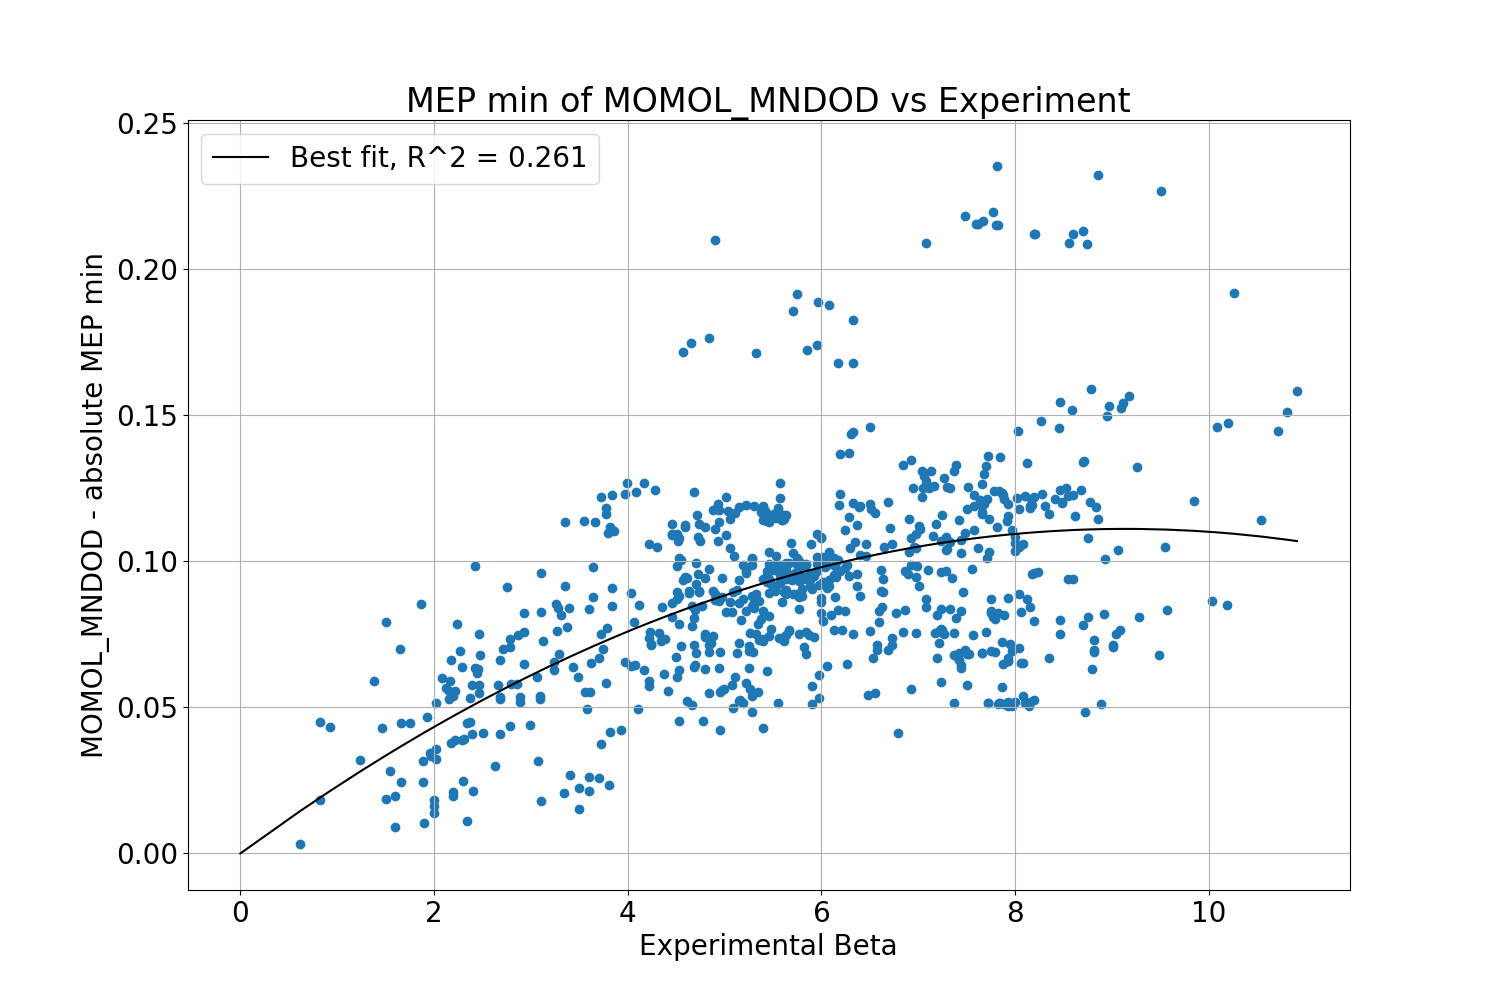 MEP min of MOMOL_MNDOD vs Experiment
Best fit, R^2 = 0.261
MOMOL_MNDOD - absolute MEP min
0.25
0.20
0.15
0.10
0.05
0.00
0 2 4 6 8 10
Experimental Beta